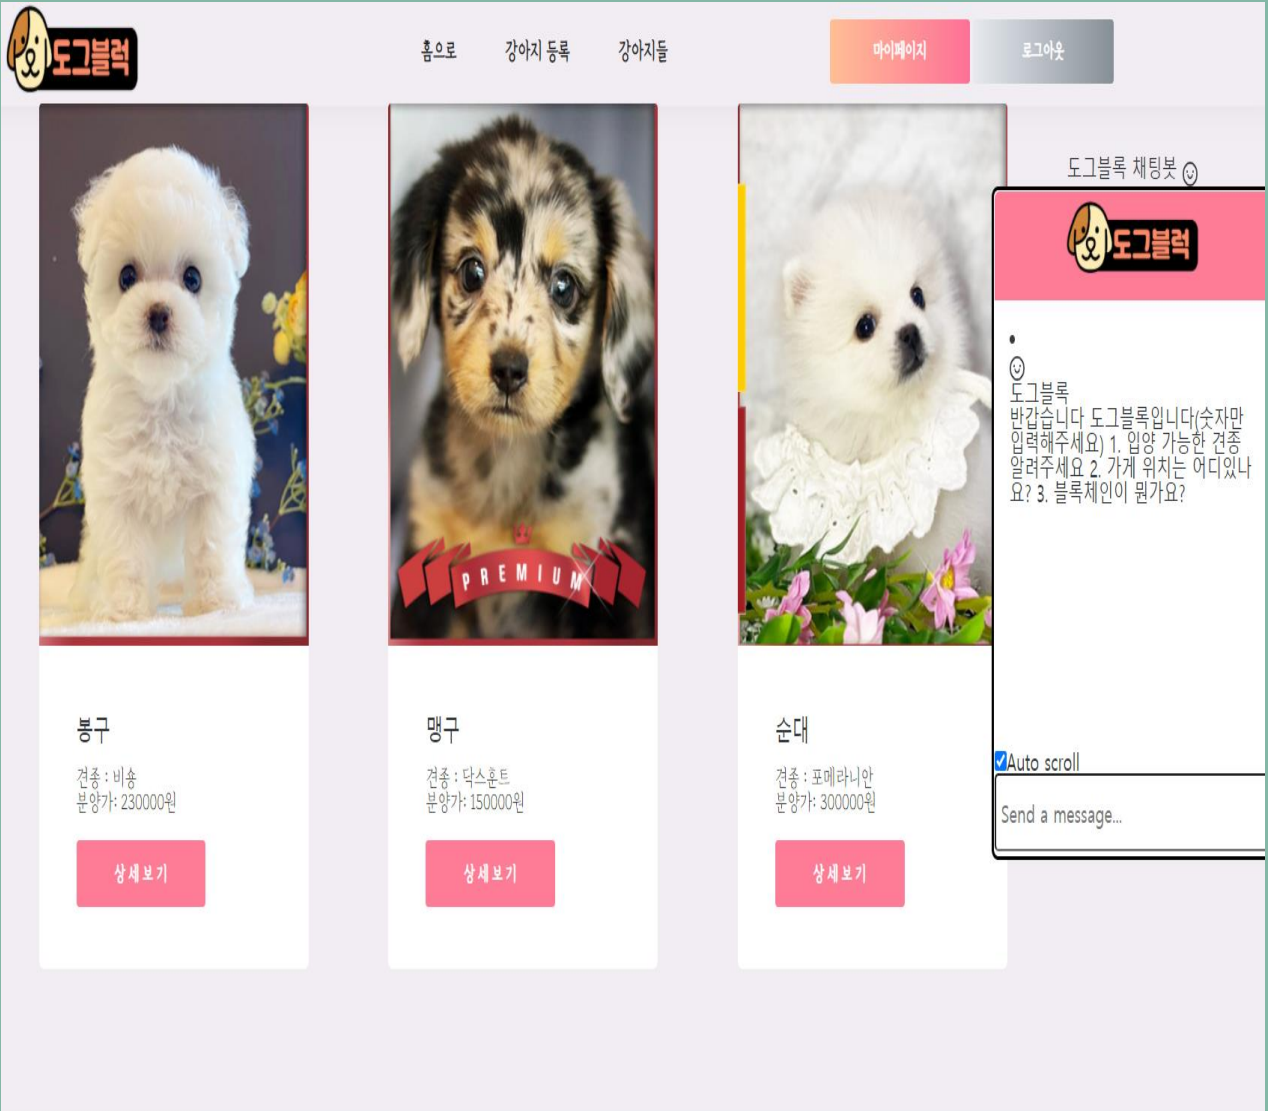 도그블럭
홈으로
강아지 등록
강아지들
마이페이지
로그아웃
PREMIUM
봉구
견종 : 비숑
분양가: 230000원
상세보기
맹구
견종 : 닥스훈트
분양가: 150000원
상세보기
순대
견종 : 포메라니안
분양가: 300000원
상세보기
도그블록 채팅봇
도그블럭
도그블록
반갑습니다 도그블록입니다(숫자만
입력해주세요) 1. 입양 가능한 견종
알려주세요 2. 가게 위치는 어디있나
요? 3. 블록체인이 뭔가요?
Auto scroll
Send a message...